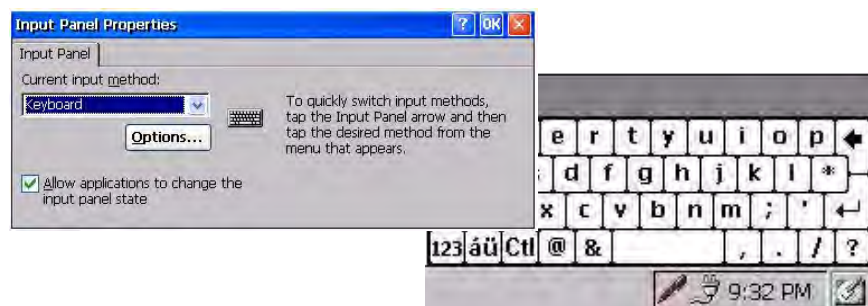 Input Panel Properties ? OK ×
Input Panel
Current input method:
Keyboard
Options...
To quickly switch input methods,
tap the Input Panel arrow and then
tap the desired method from the
menu that appears.
Allow applications to change the
input panel state
e r t y u i o p
d f g h j k l *
x c v b n m ; '
123 áü Ctl @ & , . / ?
9:32 PM